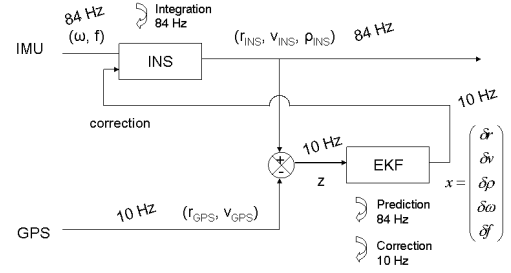 84 Hz
Integration
84 Hz
IMU
(ω, f)
INS
(r_INS, v_INS, ρ_INS)
84 Hz
correction
10 Hz
10 Hz
+
-
z
EKF
x = (δr
δv
δρ
δω
δf)
Prediction
84 Hz
Correction
10 Hz
10 Hz
(r_GPS, v_GPS)
GPS